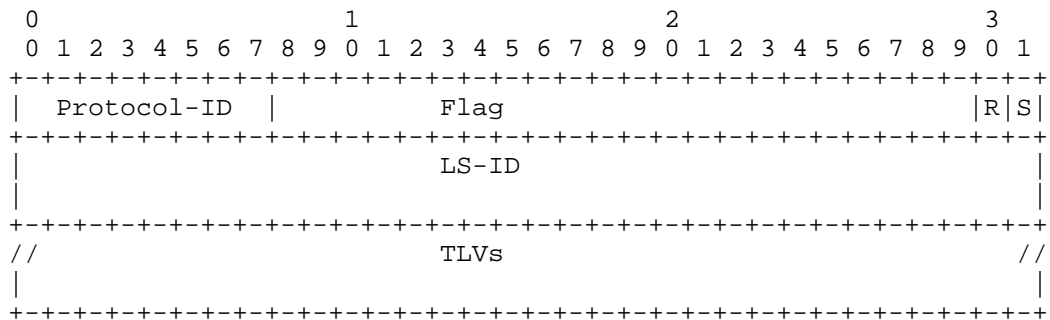 0                   1                   2                   3
 0 1 2 3 4 5 6 7 8 9 0 1 2 3 4 5 6 7 8 9 0 1 2 3 4 5 6 7 8 9 0 1
+-+-+-+-+-+-+-+-+-+-+-+-+-+-+-+-+-+-+-+-+-+-+-+-+-+-+-+-+-+-+-+-+
|  Protocol-ID  |          Flag                             |R|S|
+-+-+-+-+-+-+-+-+-+-+-+-+-+-+-+-+-+-+-+-+-+-+-+-+-+-+-+-+-+-+-+-+
|                          LS-ID                                |
|                                                               |
+-+-+-+-+-+-+-+-+-+-+-+-+-+-+-+-+-+-+-+-+-+-+-+-+-+-+-+-+-+-+-+-+
//                         TLVs                                //
|                                                               |
+-+-+-+-+-+-+-+-+-+-+-+-+-+-+-+-+-+-+-+-+-+-+-+-+-+-+-+-+-+-+-+-+